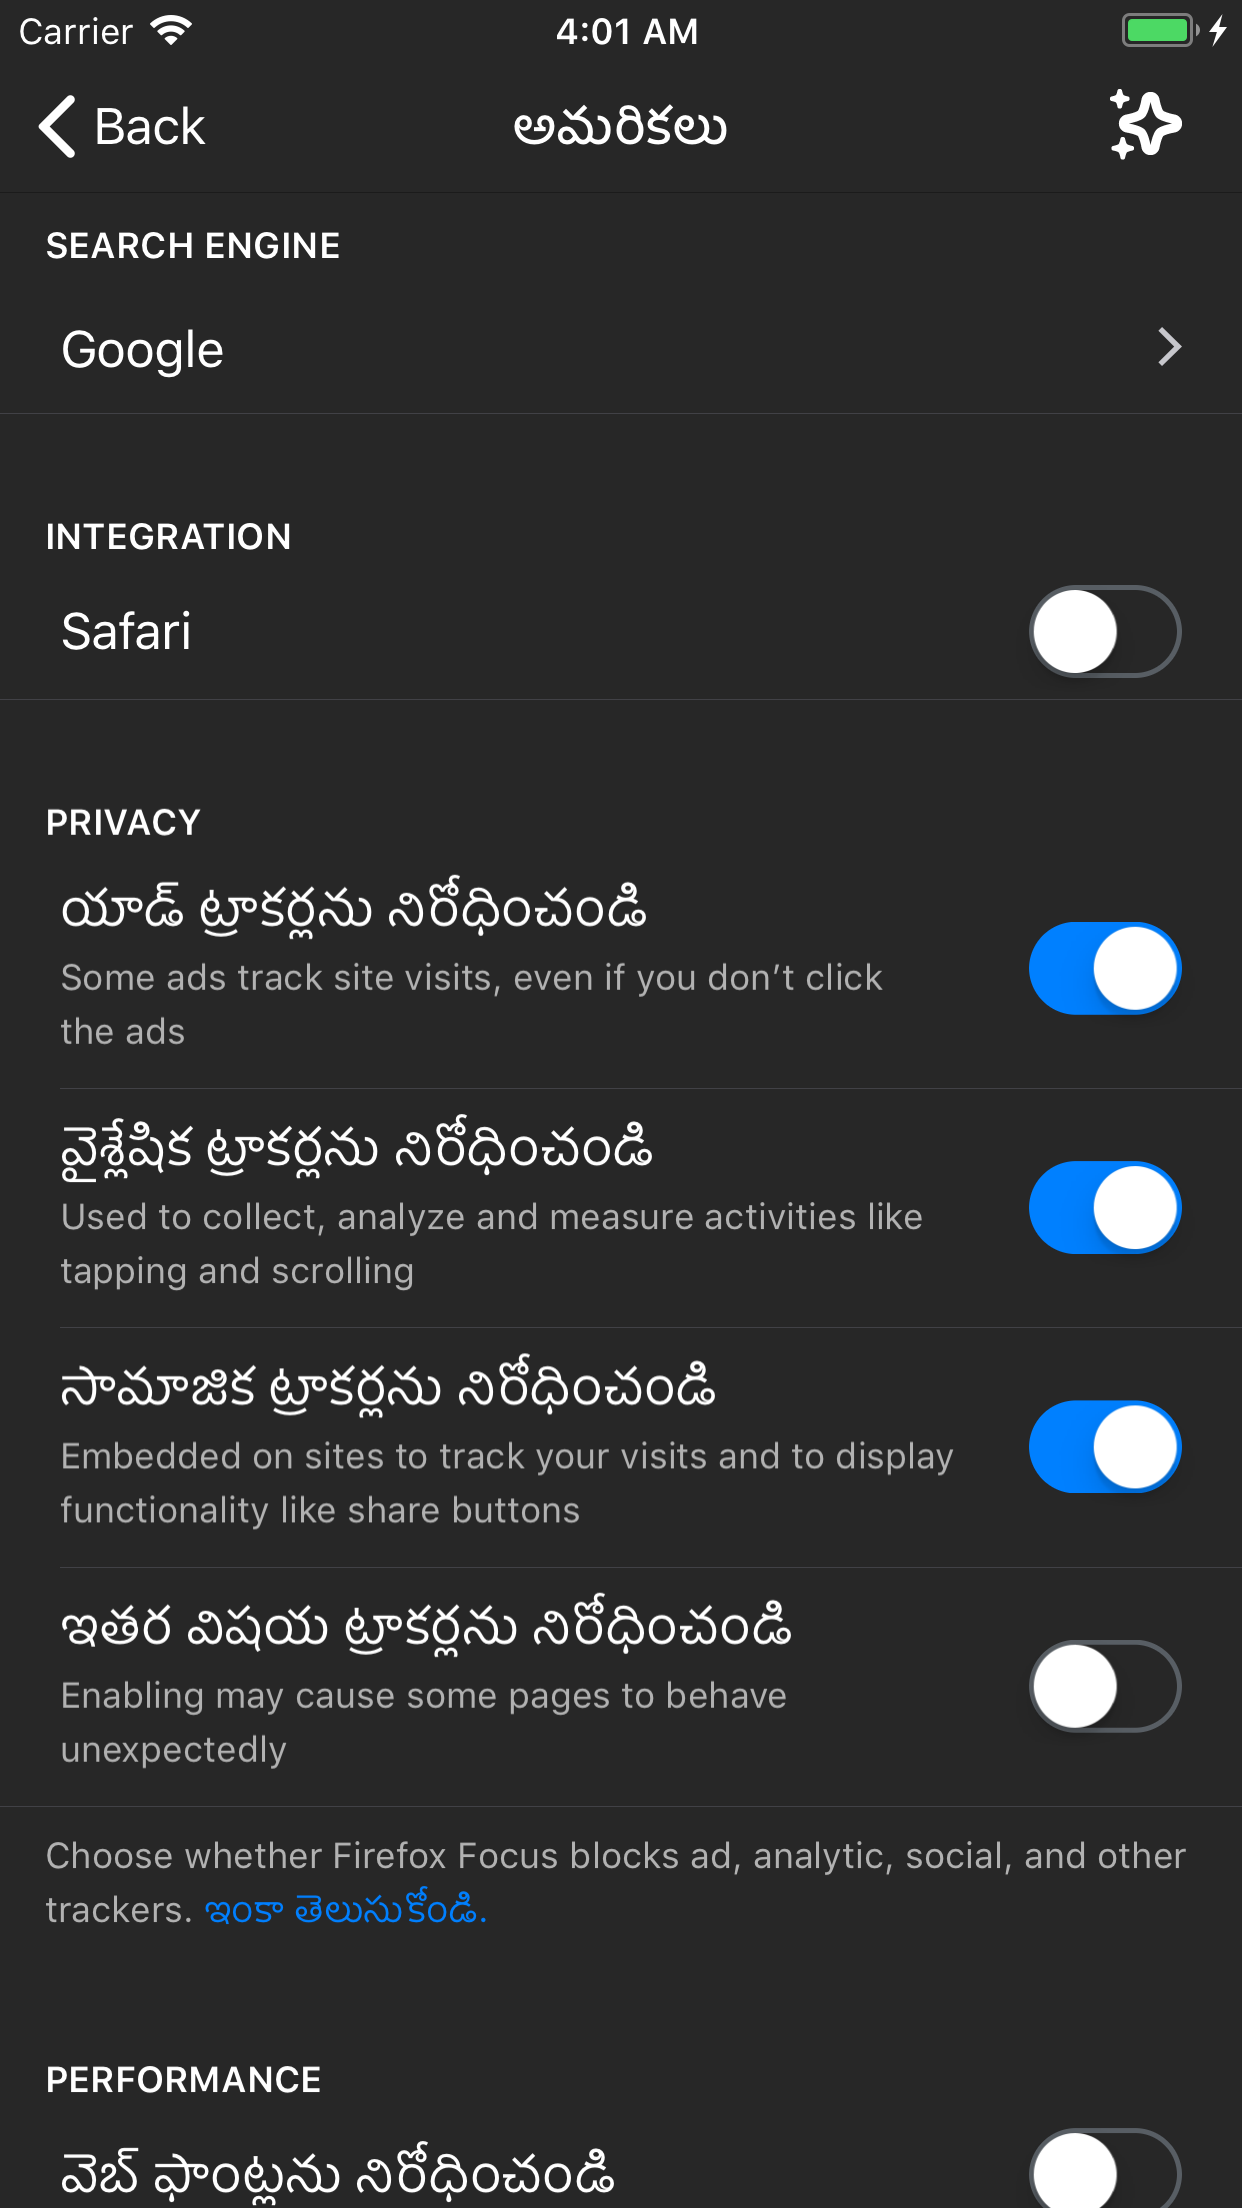 Carrier 4:01 AM
Back అమరికలు
SEARCH ENGINE
Google
INTEGRATION
Safari
PRIVACY
యాడ్ ట్రాకర్లను నిరోధించండి
Some ads track site visits, even if you don’t click
the ads
వైశ్లేషిక ట్రాకర్లను నిరోధించండి
Used to collect, analyze and measure activities like
tapping and scrolling
సామాజిక ట్రాకర్లను నిరోధించండి
Embedded on sites to track your visits and to display
functionality like share buttons
ఇతర విషయ ట్రాకర్లను నిరోధించండి
Enabling may cause some pages to behave
unexpectedly
Choose whether Firefox Focus blocks ad, analytic, social, and other
trackers. ఇంకా తెలుసుకోండి.
PERFORMANCE
వెబ్ ఫాంట్లను నిరోధించండి